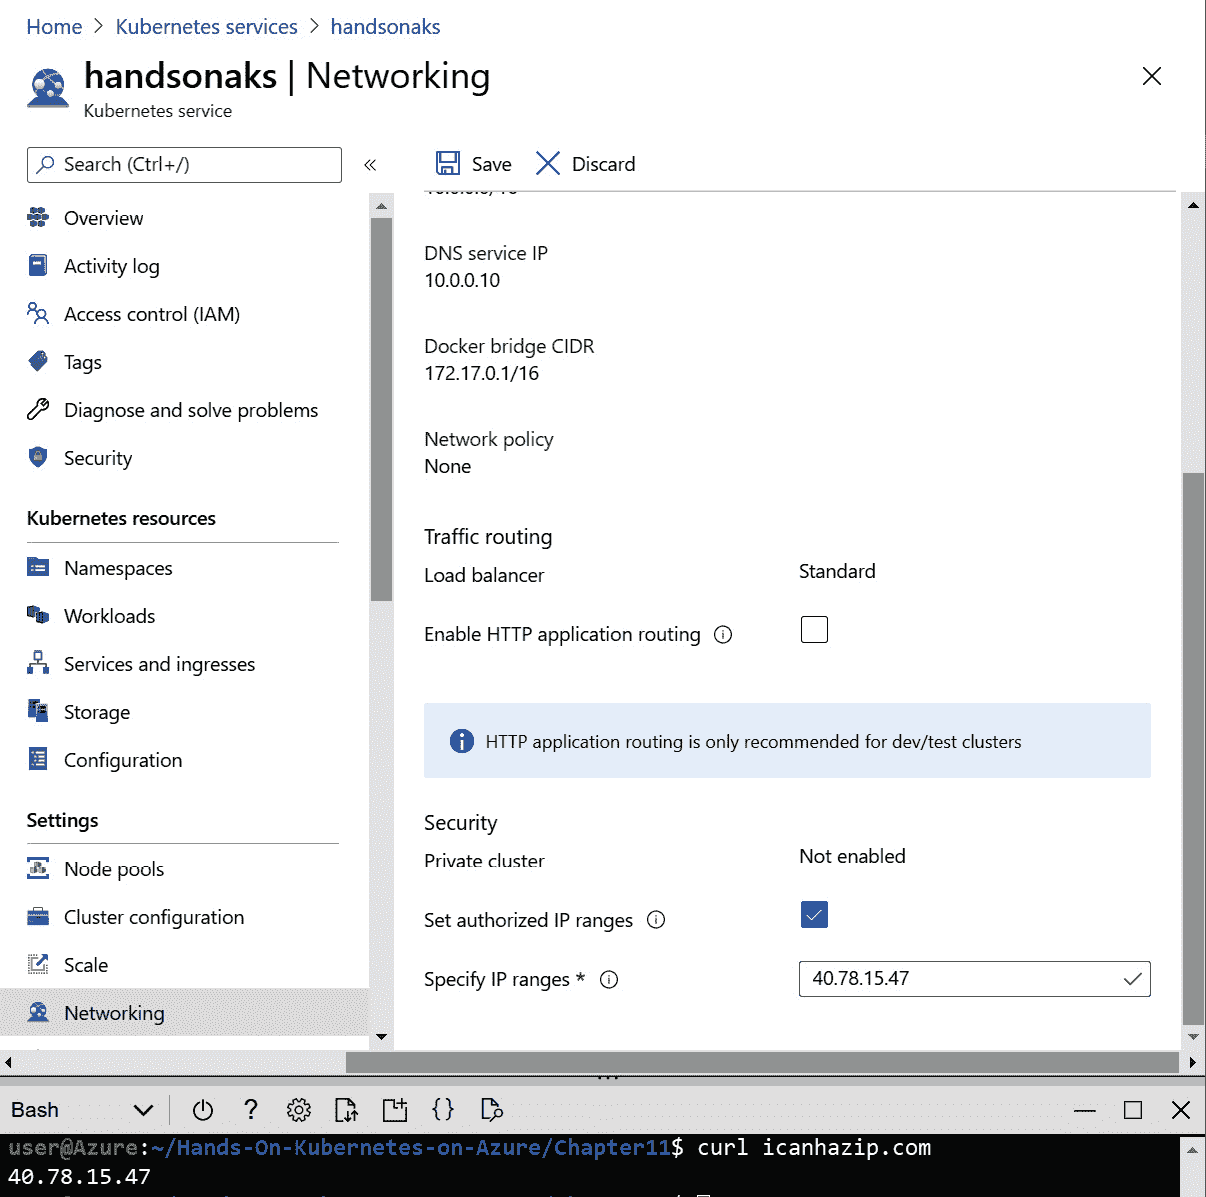 Home > Kubernetes services > handsonaks
handsonaks | Networking
Kubernetes service
Search (Ctrl+/)
«
Save
Discard
Overview
Activity log
Access control (IAM)
Tags
Diagnose and solve problems
Security
Kubernetes resources
Namespaces
Workloads
Services and ingresses
Storage
Configuration
Settings
Node pools
Cluster configuration
Scale
Networking
DNS service IP
10.0.0.10
Docker bridge CIDR
172.17.0.1/16
Network policy
None
Traffic routing
Load balancer Standard
Enable HTTP application routing
HTTP application routing is only recommended for dev/test clusters
Security
Private cluster Not enabled
Set authorized IP ranges
Specify IP ranges * 40.78.15.47
Bash
user@Azure:~/Hands-On-Kubernetes-on-Azure/Chapter11$ curl icanhazip.com
40.78.15.47